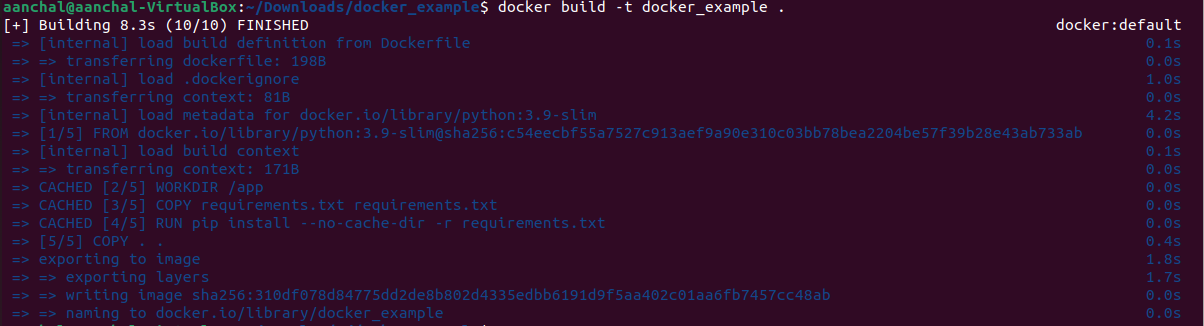 aanchal@aanchal-VirtualBox:~/Downloads/docker_example$ docker build -t docker_example .
[+] Building 8.3s (10/10) FINISHED docker:default
=> [internal] load build definition from Dockerfile 0.1s
=> => transferring dockerfile: 198B 0.0s
=> [internal] load .dockerignore 1.0s
=> => transferring context: 81B 0.0s
=> [internal] load metadata for docker.io/library/python:3.9-slim 4.2s
=> [1/5] FROM docker.io/library/python:3.9-slim@sha256:c54eecbf55a7527c913aef9a90e310c03bb78bea2204be57f39b28e43ab733ab 0.0s
=> [internal] load build context 0.1s
=> => transferring context: 171B 0.0s
=> CACHED [2/5] WORKDIR /app 0.0s
=> CACHED [3/5] COPY requirements.txt requirements.txt 0.0s
=> CACHED [4/5] RUN pip install --no-cache-dir -r requirements.txt 0.0s
=> [5/5] COPY . . 0.4s
=> exporting to image 1.8s
=> => exporting layers 1.7s
=> => writing image sha256:310df078d84775dd2de8b802d4335edbb6191d9f5aa402c01aa6fb7457cc48ab 0.0s
=> => naming to docker.io/library/docker_example 0.0s